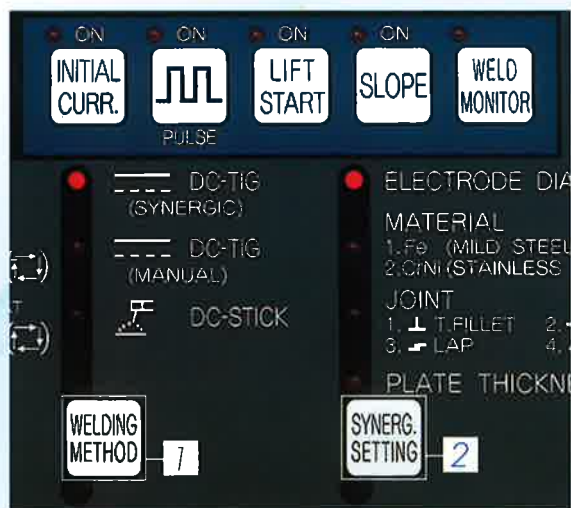 ON ON ON ON
INITIAL CURR.
LIFT START
SLOPE
WELD MONITOR
PULSE
DC-TIG
(SYNERGIC)
DC-TIG
(MANUAL)
DC-STICK
ELECTRODE DIA
MATERIAL
1.Fe (MILD STEEL
2.CrNi (STAINLESS
JOINT
1. T.FILLET 2.
3. LAP 4.
PLATE THICKNE
WELDING
METHOD
1
SYNERG.
SETTING
2